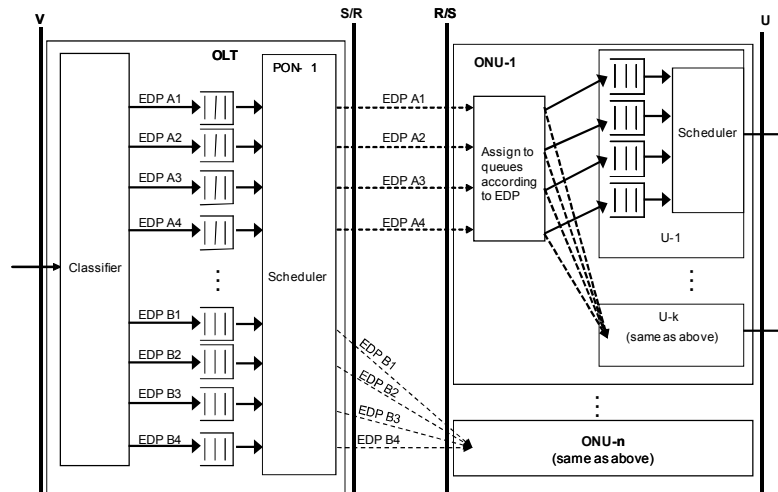 V
S/R
R/S
U
OLT
PON- 1
ONU-1
EDP A1
EDP A2
EDP A3
EDP A4
Classifier
Scheduler
EDP B1
EDP B2
EDP B3
EDP B4
EDP A1
EDP A2
EDP A3
EDP A4
EDP B1
EDP B2
EDP B3
EDP B4
Assign to
queues
according
to EDP
Scheduler
U-1
U-k
(same as above)
ONU-n
(same as above)